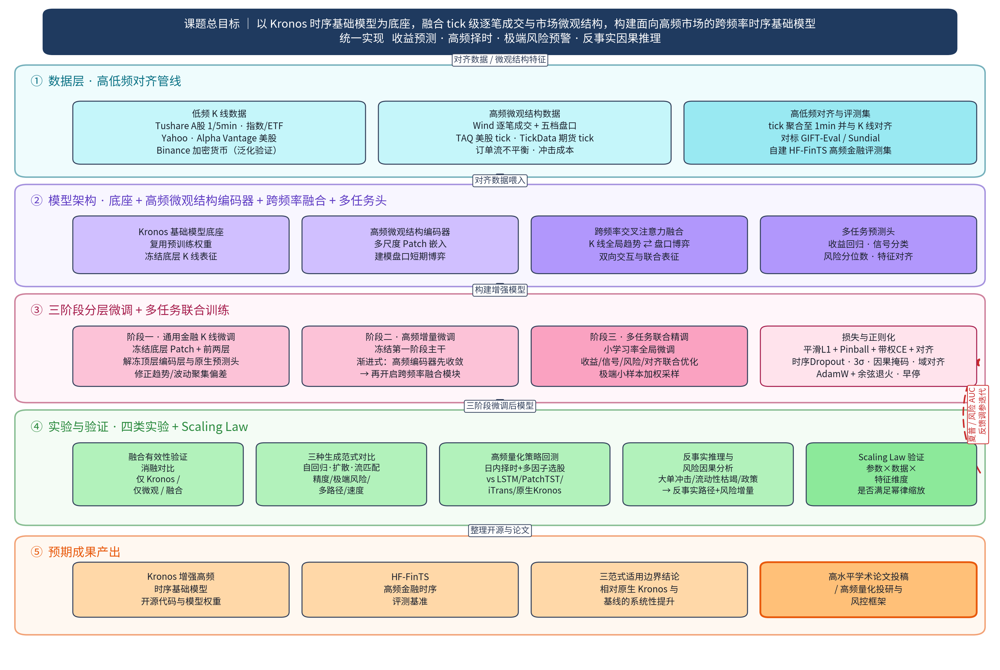 课题总目标 ｜ 以 Kronos 时序基础模型为底座，融合 tick 级逐笔成交与市场微观结构，构建面向高频市场的跨频率时序基础模型
统一实现 收益预测 · 高频择时 · 极端风险预警 · 反事实因果推理
对齐数据 / 微观结构特征
① 数据层 · 高低频对齐管线
低频 K 线数据
Tushare A股 1/5min · 指数/ETF
Yahoo · Alpha Vantage 美股
Binance 加密货币（泛化验证）
高频微观结构数据
Wind 逐笔成交 + 五档盘口
TAQ 美股 tick · TickData 期货 tick
订单流不平衡 · 冲击成本
高低频对齐与评测集
tick 聚合至 1min 并与 K 线对齐
对标 GIFT-Eval / Sundial
自建 HF-FinTS 高频金融评测集
对齐数据喂入
② 模型架构 · 底座 + 高频微观结构编码器 + 跨频率融合 + 多任务头
Kronos 基础模型底座
复用预训练权重
冻结底层 K 线表征
高频微观结构编码器
多尺度 Patch 嵌入
建模盘口短期博弈
跨频率交叉注意力融合
K 线全局趋势 ⇄ 盘口博弈
双向交互与联合表征
多任务预测头
收益回归 · 信号分类
风险分位数 · 特征对齐
构建增强模型
③ 三阶段分层微调 + 多任务联合训练
阶段一 · 通用金融 K 线微调
冻结底层 Patch + 前两层
解冻顶层编码层与原生预测头
修正趋势/波动聚集偏差
阶段二 · 高频增量微调
冻结第一阶段主干
渐进式：高频编码器先收敛
→ 再开启跨频率融合模块
阶段三 · 多任务联合精调
小学习率全局微调
收益/信号/风险/对齐联合优化
极端小样本加权采样
损失与正则化
平滑L1 + Pinball + 带权CE + 对齐
时序Dropout · 3σ · 因果掩码 · 域对齐
AdamW + 余弦退火 · 早停
夏普 / 风险 AUC
反馈调参迭代
三阶段微调后模型
④ 实验与验证 · 四类实验 + Scaling Law
融合有效性验证
消融对比
仅 Kronos /
仅微观 / 融合
三种生成范式对比
自回归·扩散·流匹配
精度/极端风险/
多路径/速度
高频量化策略回测
日内择时+多因子选股
vs LSTM/PatchTST/
iTrans/原生Kronos
反事实推理与
风险因果分析
大单冲击/流动性枯竭/政策
→ 反事实路径+风险增量
Scaling Law 验证
参数×数据×
特征维度
是否满足幂律缩放
整理开源与论文
⑤ 预期成果产出
Kronos 增强高频
时序基础模型
开源代码与模型权重
HF-FinTS
高频金融时序
评测基准
三范式适用边界结论
相对原生 Kronos 与
基线的系统性提升
高水平学术论文投稿
/ 高频量化投研与
风控框架